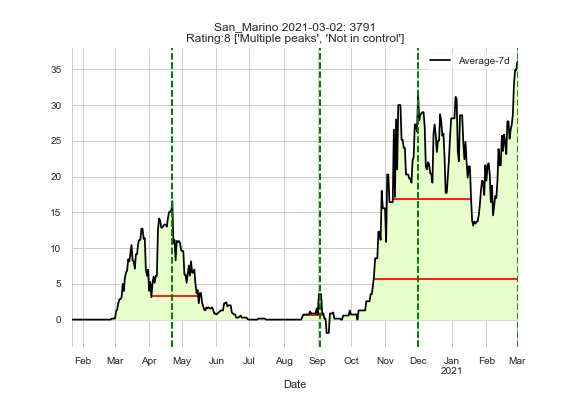 San_Marino 2021-03-02: 3791
Rating:8 ['Multiple peaks', 'Not in control']
Average-7d
35
30
25
20
15
10
5
0
Feb Mar Apr May Jun Jul Aug Sep Oct Nov Dec Jan Feb Mar
2021
Date